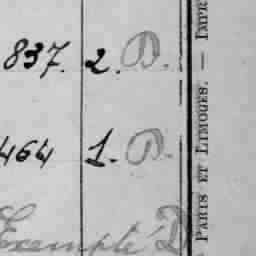 837. 2. D.
464 1. D.
Exempté D
PARIS ET LIMOGES. — IMPR